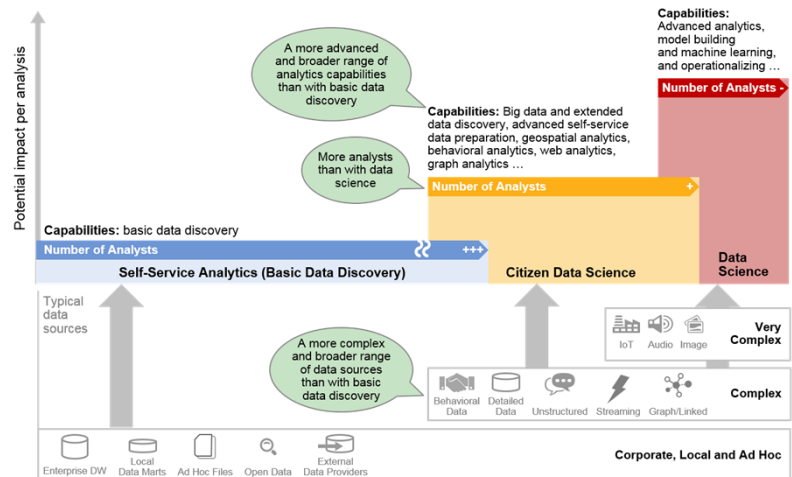 Potential impact per analysis
Capabilities:
Advanced analytics,
model building
and machine learning,
and operationalizing …
Number of Analysts -
A more advanced
and broader range of
analytics capabilities
than with basic data
discovery
Capabilities: Big data and extended
data discovery, advanced self-service
data preparation, geospatial analytics,
behavioral analytics, web analytics,
graph analytics …
More analysts
than with data
science
Number of Analysts +
Capabilities: basic data discovery
Number of Analysts +++
Self-Service Analytics (Basic Data Discovery)
Citizen Data Science
Data
Science
Typical
data
sources
IoT
Audio
Image
Very
Complex
A more complex
and broader range
of data sources
than with basic
data discovery
Behavioral
Data
Detailed
Data
Unstructured
Streaming
Graph/Linked
Complex
Enterprise DW
Local
Data Marts
Ad Hoc Files
Open Data
External
Data Providers
Corporate, Local and Ad Hoc